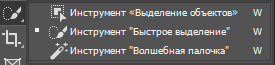 Инструмент «Выделение объектов» W
Инструмент "Быстрое выделение" W
Инструмент "Волшебная палочка" W